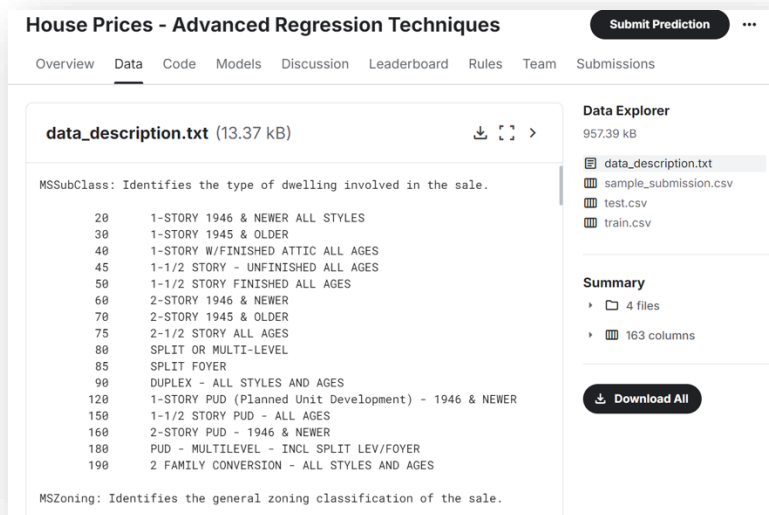 House Prices - Advanced Regression Techniques
Submit Prediction
Overview Data Code Models Discussion Leaderboard Rules Team Submissions
data_description.txt (13.37 kB)
MSSubClass: Identifies the type of dwelling involved in the sale.
20 1-STORY 1946 & NEWER ALL STYLES
30 1-STORY 1945 & OLDER
40 1-STORY W/FINISHED ATTIC ALL AGES
45 1-1/2 STORY - UNFINISHED ALL AGES
50 1-1/2 STORY FINISHED ALL AGES
60 2-STORY 1946 & NEWER
70 2-STORY 1945 & OLDER
75 2-1/2 STORY ALL AGES
80 SPLIT OR MULTI-LEVEL
85 SPLIT FOYER
90 DUPLEX - ALL STYLES AND AGES
120 1-STORY PUD (Planned Unit Development) - 1946 & NEWER
150 1-1/2 STORY PUD - ALL AGES
160 2-STORY PUD - 1946 & NEWER
180 PUD - MULTILEVEL - INCL SPLIT LEV/FOYER
190 2 FAMILY CONVERSION - ALL STYLES AND AGES
MSZoning: Identifies the general zoning classification of the sale.
Data Explorer
957.39 kB
data_description.txt
sample_submission.csv
test.csv
train.csv
Summary
4 files
163 columns
Download All